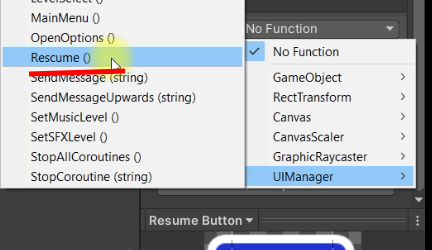 LevelSelect ()
MainMenu ()
OpenOptions ()
Rescume ()
SendMessage (string)
SendMessageUpwards (string)
SetMusicLevel ()
SetSFXLevel ()
StopAllCoroutines ()
StopCoroutine (string)
No Function
No Function
GameObject
RectTransform
Canvas
CanvasScaler
GraphicRaycaster
UIManager
Resume Button